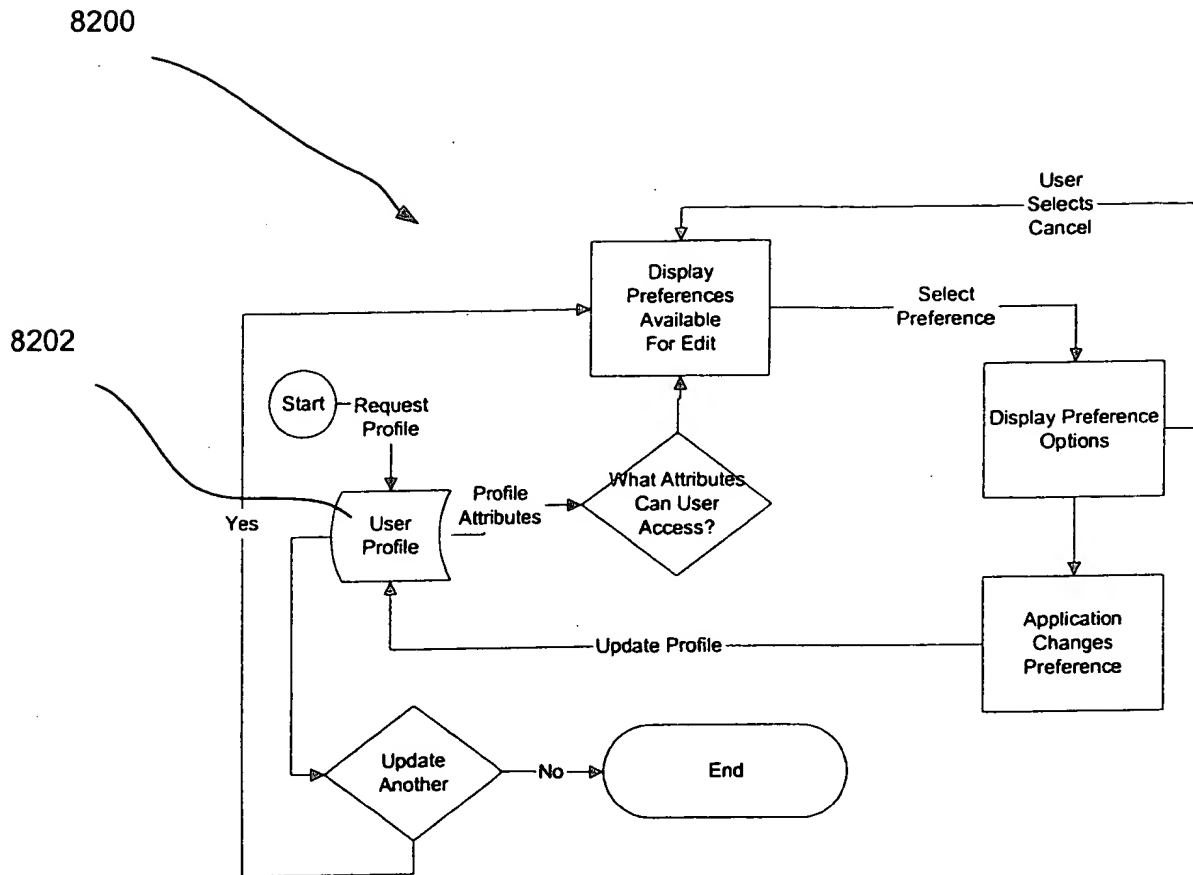 8200
User
Selects
Cancel
Display
Preferences
Available
For Edit
Select
Preference
8202
Start
Request
Profile
Display Preference
Options
What Attributes
Can User
Access?
Profile
Attributes
User
Profile
Yes
Application
Changes
Preference
Update Profile
Update
Another
No
End